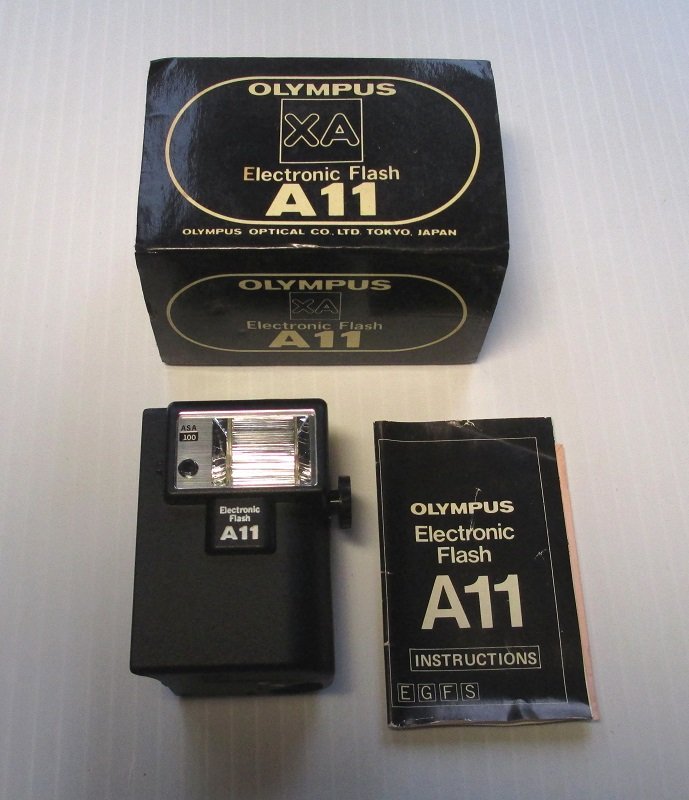 OLYMPUS
XA
Electronic Flash
A11
OLYMPUS OPTICAL CO., LTD. TOKYO, JAPAN
OLYMPUS
XA
Electronic Flash
A11
ASA
100
Electronic
Flash
A11
OLYMPUS
Electronic
Flash
A11
INSTRUCTIONS
E G F S